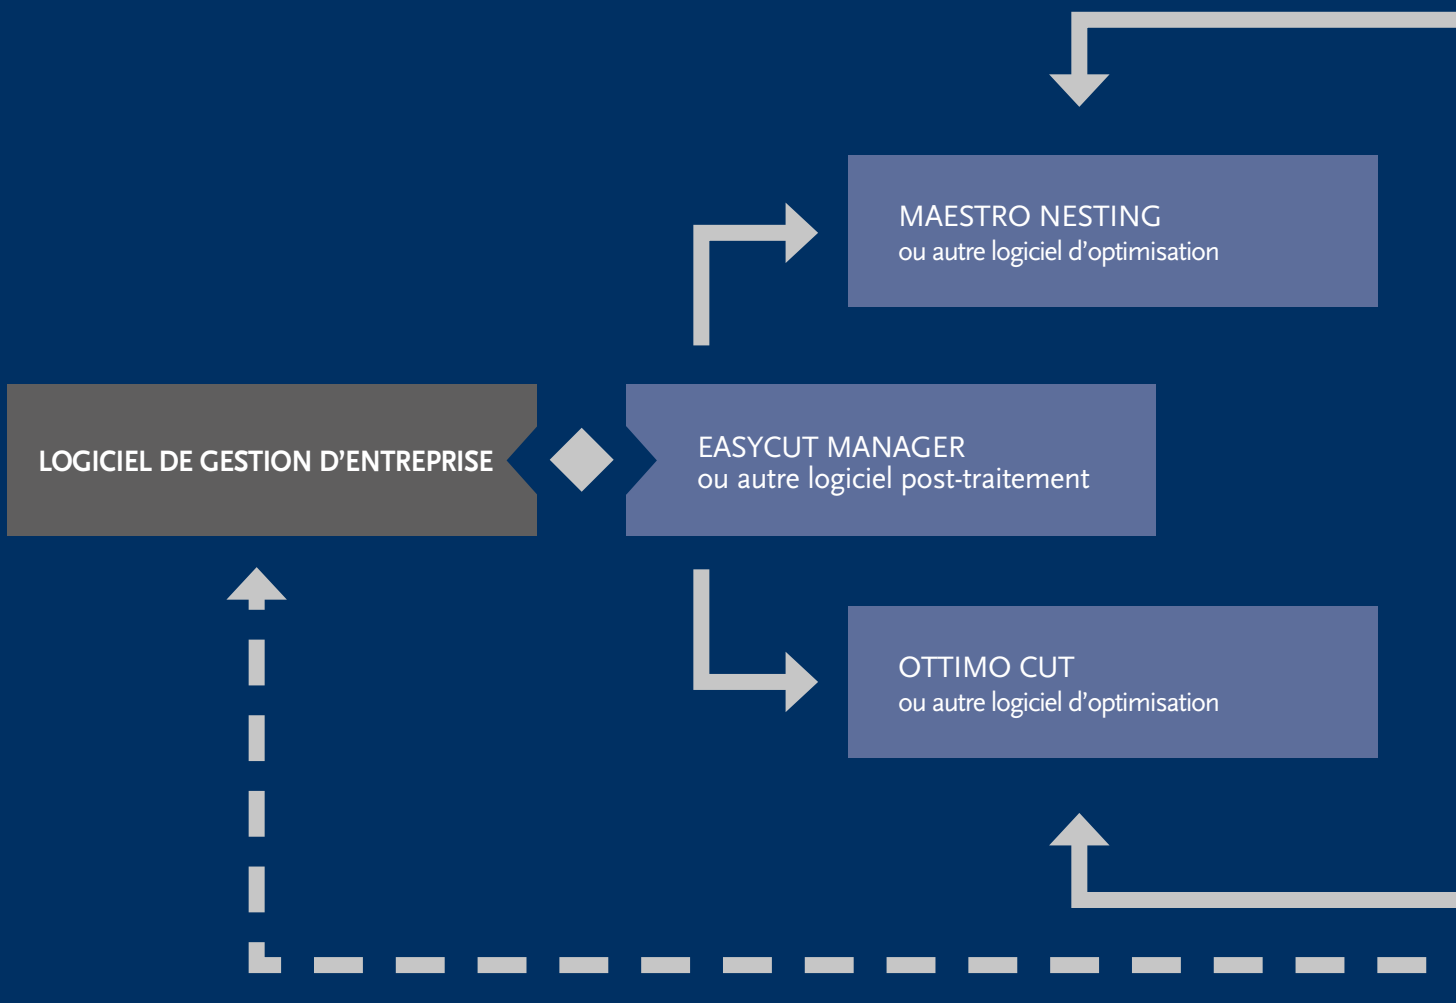 MAESTRO NESTING
ou autre logiciel d’optimisation
LOGICIEL DE GESTION D’ENTREPRISE
EASYCUT MANAGER
ou autre logiciel post-traitement
OTTIMO CUT
ou autre logiciel d’optimisation